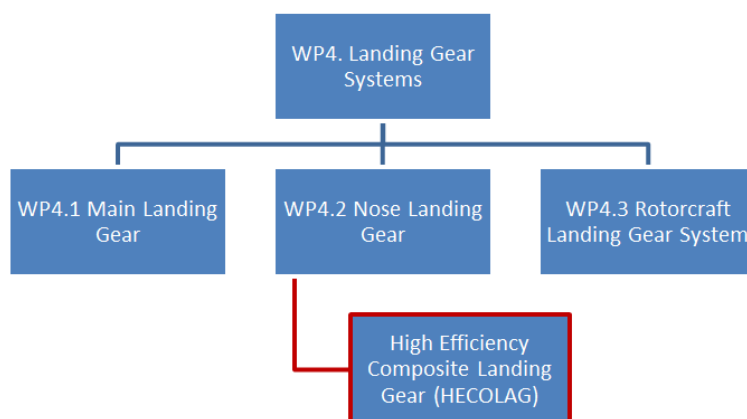 WP4. Landing Gear
Systems
WP4.1 Main Landing
Gear
WP4.2 Nose Landing
Gear
WP4.3 Rotorcraft
Landing Gear System
High Efficiency
Composite Landing
Gear (HECOLAG)